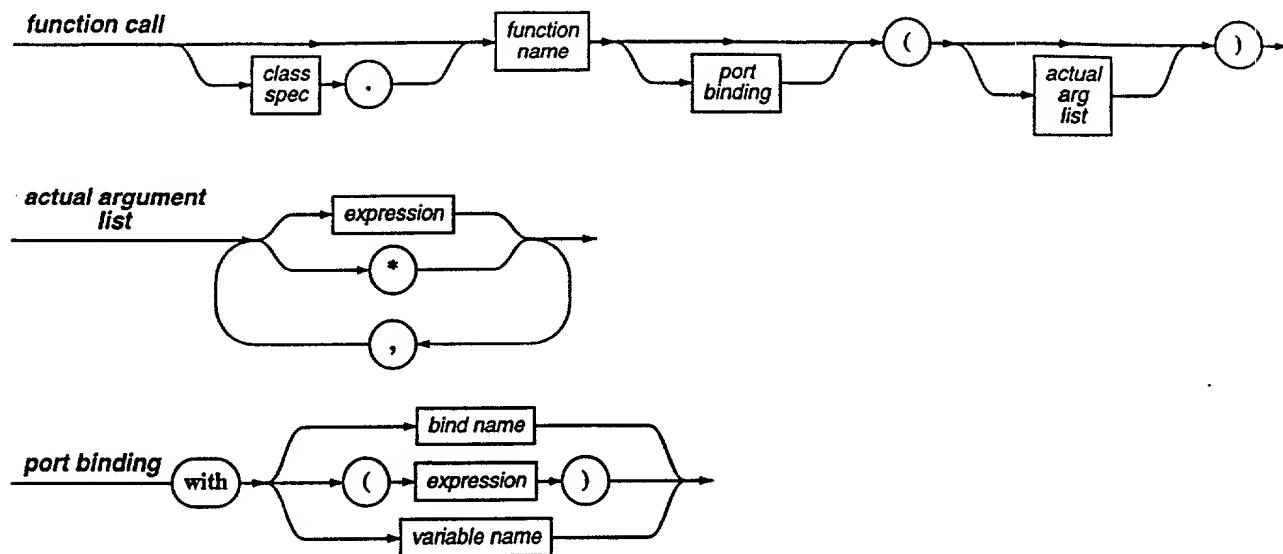 function call
function
name
(
)
class
spec
.
port
binding
actual
arg
list
actual argument
list
expression
*
,
bind name
port binding
with
(
expression
)
variable name